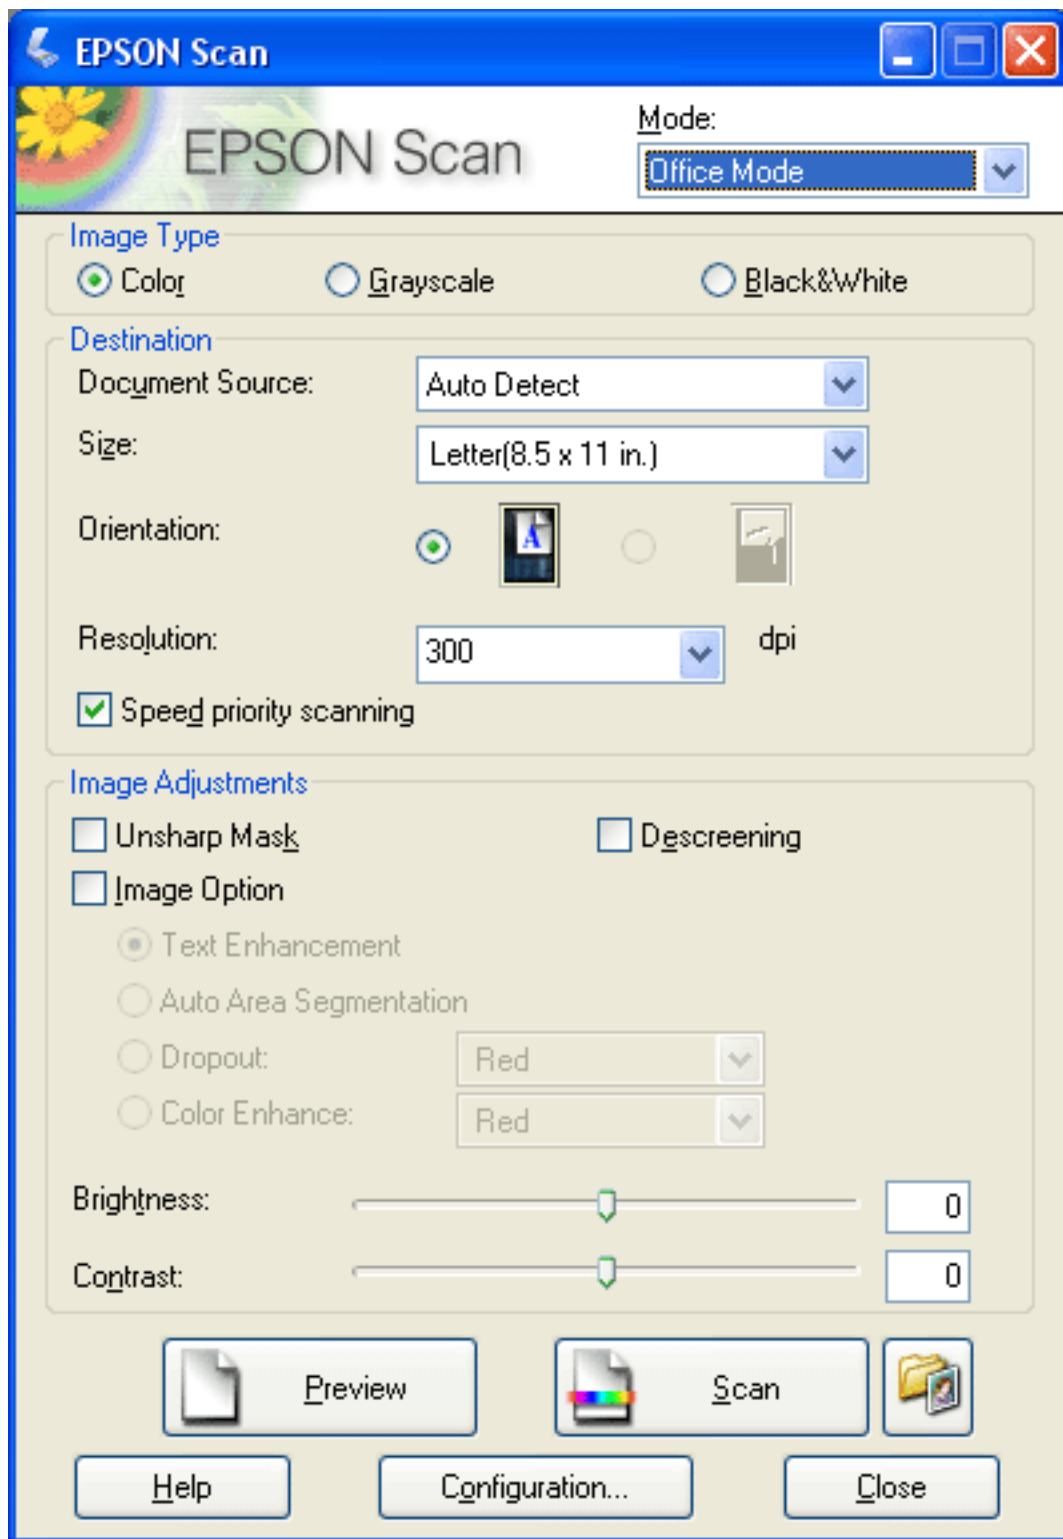 EPSON Scan
EPSON Scan
Mode:
Office Mode
Image Type
Color Grayscale Black&White
Destination
Document Source: Auto Detect
Size: Letter(8.5 x 11 in.)
Orientation: A
Resolution: 300 dpi
Speed priority scanning
Image Adjustments
Unsharp Mask Descreening
Image Option
Text Enhancement
Auto Area Segmentation
Dropout: Red
Color Enhance: Red
Brightness: 0
Contrast: 0
Preview Scan
Help Configuration... Close